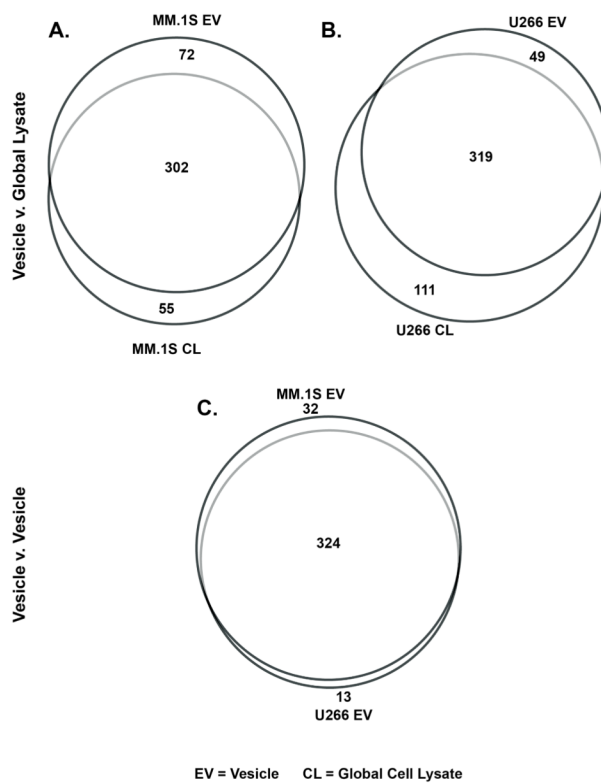 A.
MM.1S EV
72
302
55
MM.1S CL
B.
U266 EV
49
319
111
U266 CL
Vesicle v. Global Lysate
C.
MM.1S EV
32
324
13
U266 EV
Vesicle v. Vesicle
EV = Vesicle CL = Global Cell Lysate